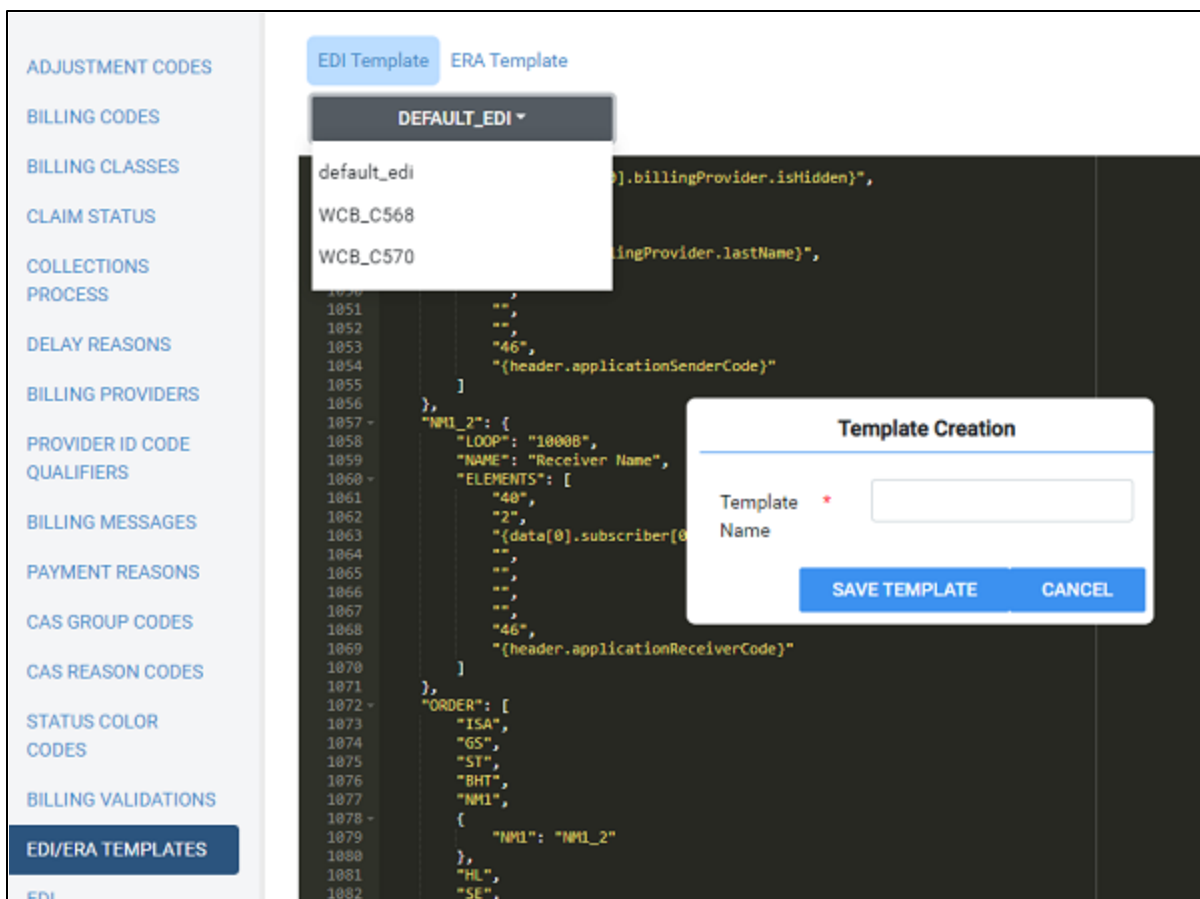 ADJUSTMENT CODES
BILLING CODES
BILLING CLASSES
CLAIM STATUS
COLLECTIONS
PROCESS
DELAY REASONS
BILLING PROVIDERS
PROVIDER ID CODE
QUALIFIERS
BILLING MESSAGES
PAYMENT REASONS
CAS GROUP CODES
CAS REASON CODES
STATUS COLOR
CODES
BILLING VALIDATIONS
EDI/ERA TEMPLATES
EDI
EDI Template ERA Template
DEFAULT_EDI
default_edi
WCB_C568
WCB_C570
].billingProvider.isHidden}",
lingProvider.lastName}",
1050 ",
1051 "",
1052 "",
1053 "46",
1054 "{header.applicationSenderCode}"
1055 ]
1056 },
1057 "NM1_2": {
1058 "LOOP": "1000B",
1059 "NAME": "Receiver Name",
1060 "ELEMENTS": [
1061 "40",
1062 "2",
1063 "{data[0].subscriber[0
1064 "",
1065 "",
1066 "",
1067 "",
1068 "46",
1069 "{header.applicationReceiverCode}"
1070 ]
1071 },
1072 "ORDER": [
1073 "ISA",
1074 "GS",
1075 "ST",
1076 "BHT",
1077 "NM1",
1078 {
1079 "NM1": "NM1_2"
1080 },
1081 "HL",
1082 "SE",
Template Creation
Template *
Name
SAVE TEMPLATE CANCEL